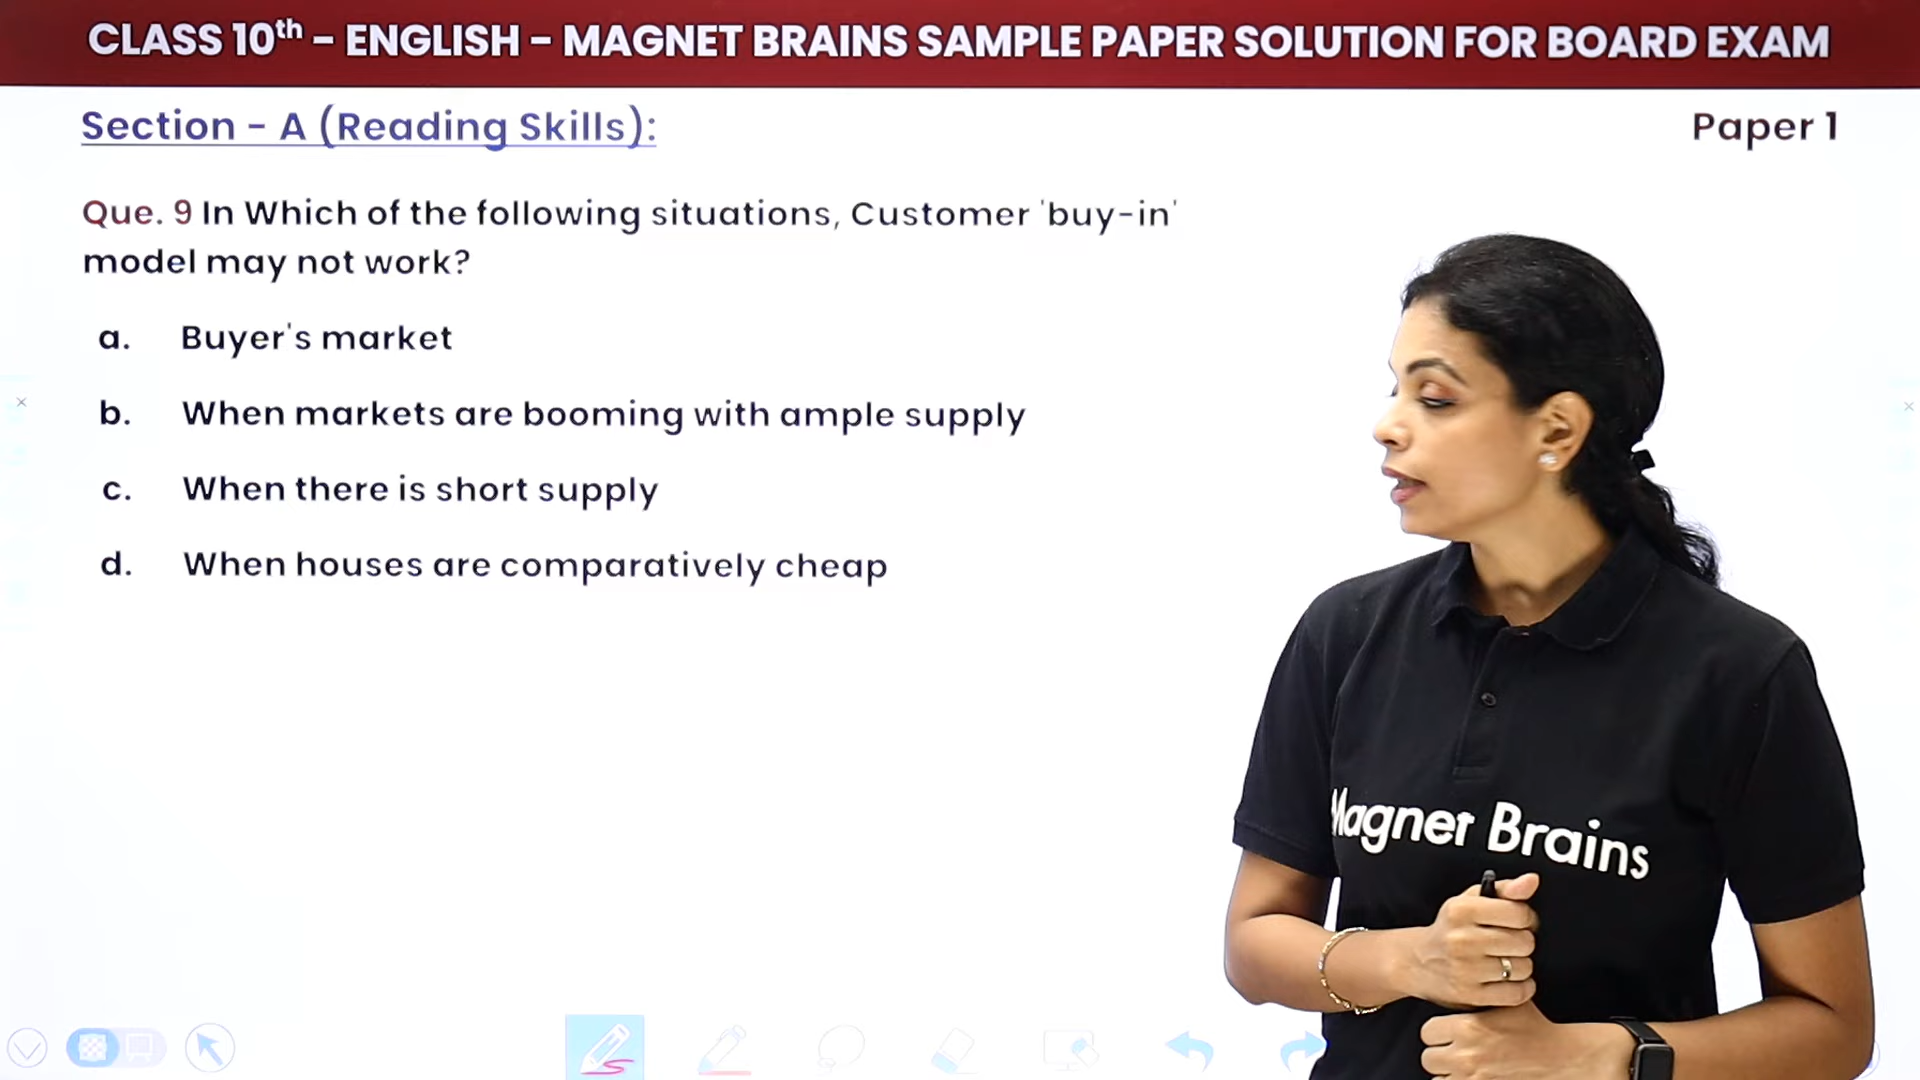 CLASS 10th – ENGLISH – MAGNET BRAINS SAMPLE PAPER SOLUTION FOR BOARD EXAM
Section - A (Reading Skills):
Paper 1
Que. 9 In Which of the following situations, Customer 'buy-in'
model may not work?
a. Buyer's market
b. When markets are booming with ample supply
c. When there is short supply
d. When houses are comparatively cheap
Magnet Brains